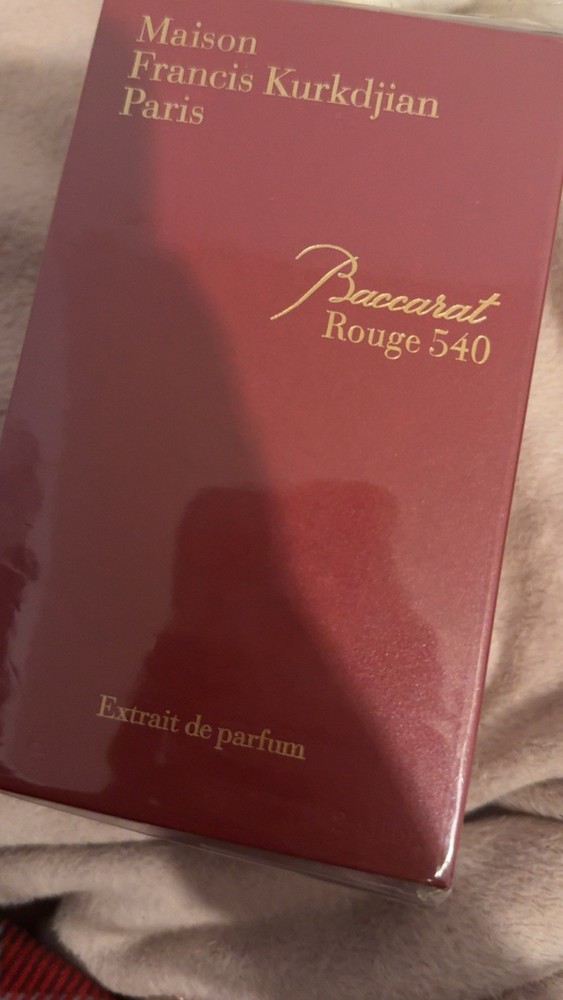 Maison
Francis Kurkdjian
Paris
Baccarat
Rouge 540
Extrait de parfum